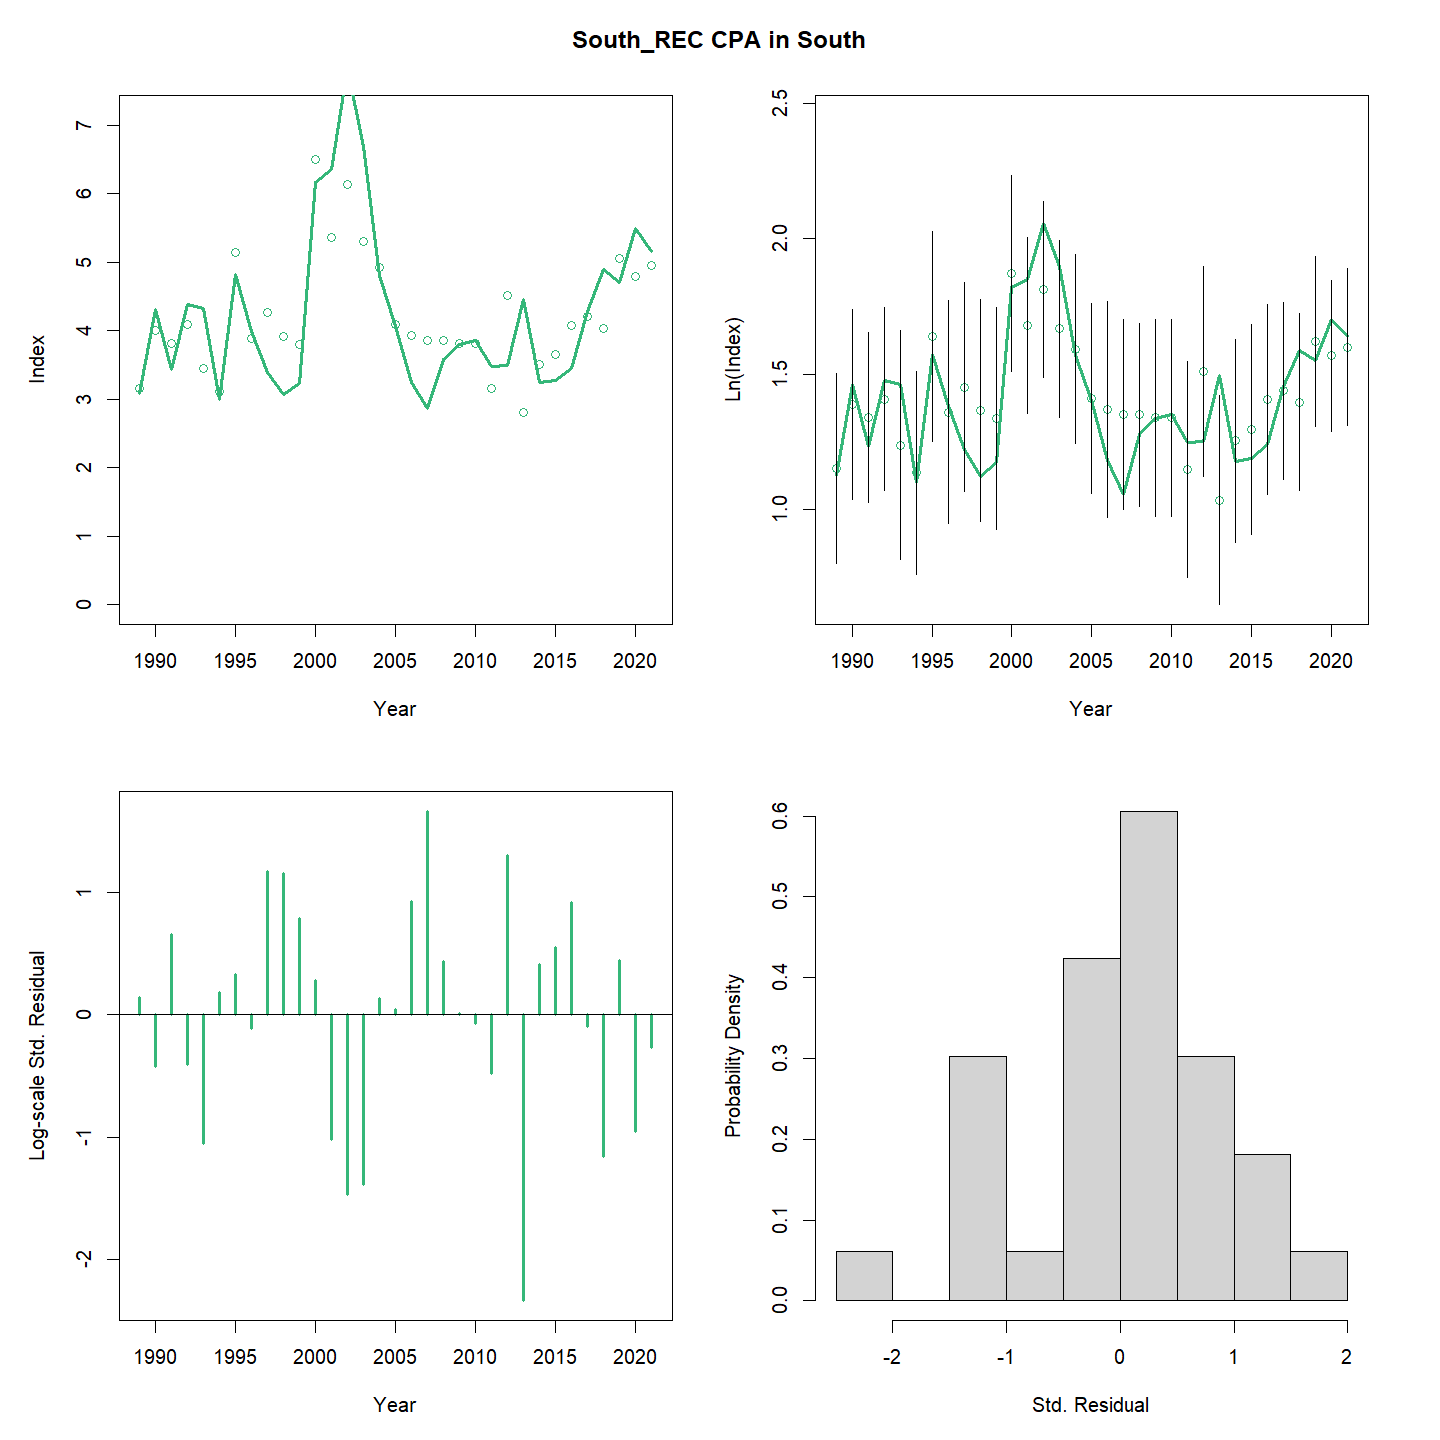 South_REC CPA in South
Index
7
6
5
4
3
2
1
0
1990 1995 2000 2005 2010 2015 2020
Year
Ln(Index)
2.5
2.0
1.5
1.0
1990 1995 2000 2005 2010 2015 2020
Year
Log-scale Std. Residual
1
0
-1
-2
1990 1995 2000 2005 2010 2015 2020
Year
Probability Density
0.6
0.5
0.4
0.3
0.2
0.1
0.0
-2 -1 0 1 2
Std. Residual